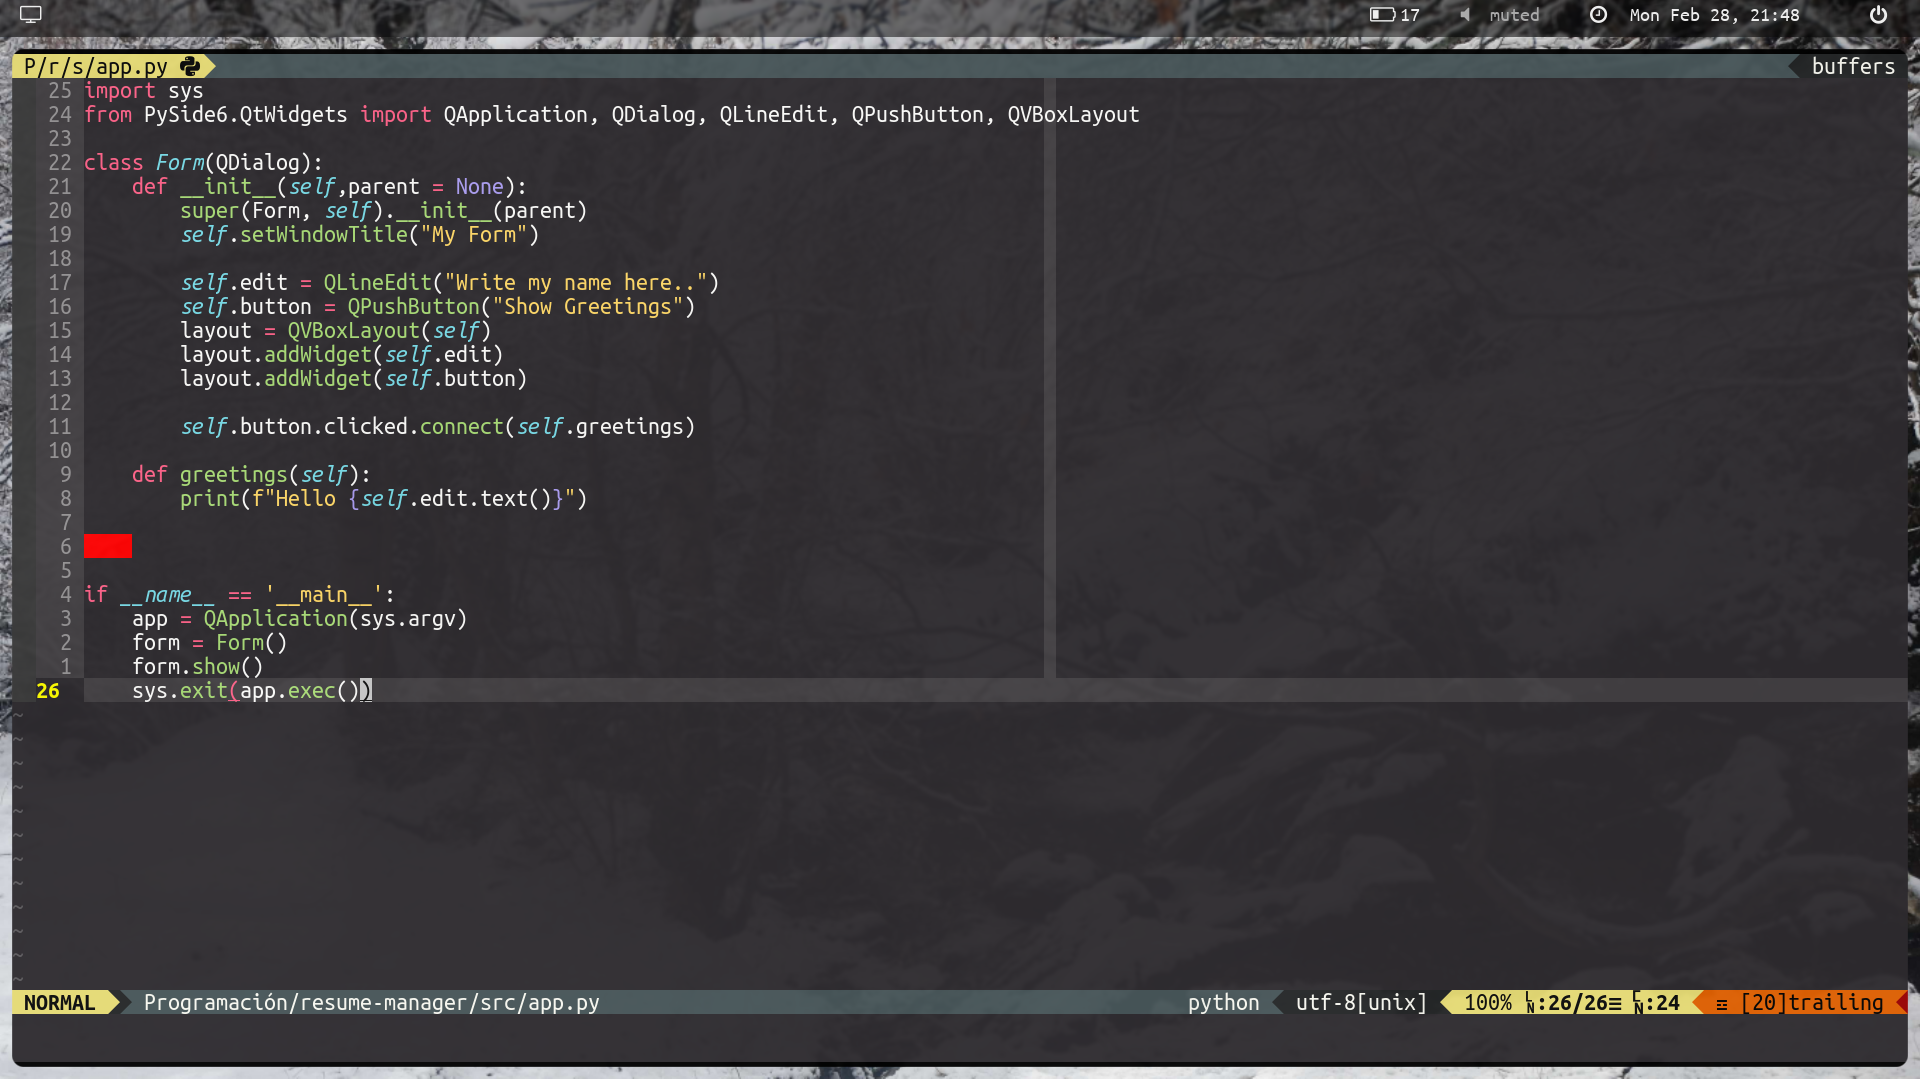 17 muted Mon Feb 28, 21:48
P/r/s/app.py buffers
25 import sys
24 from PySide6.QtWidgets import QApplication, QDialog, QLineEdit, QPushButton, QVBoxLayout
23
22 class Form(QDialog):
21     def __init__(self,parent = None):
20         super(Form, self).__init__(parent)
19         self.setWindowTitle("My Form")
18
17         self.edit = QLineEdit("Write my name here..")
16         self.button = QPushButton("Show Greetings")
15         layout = QVBoxLayout(self)
14         layout.addWidget(self.edit)
13         layout.addWidget(self.button)
12
11         self.button.clicked.connect(self.greetings)
10
9     def greetings(self):
8         print(f"Hello {self.edit.text()}")
7
6
5
4 if __name__ == '__main__':
3     app = QApplication(sys.argv)
2     form = Form()
1     form.show()
26     sys.exit(app.exec())
~
~
~
~
~
~
~
~
~
~
~
~
NORMAL Programación/resume-manager/src/app.py python utf-8[unix] 100% LN:26/26≡ CN:24 ≡ [20]trailing